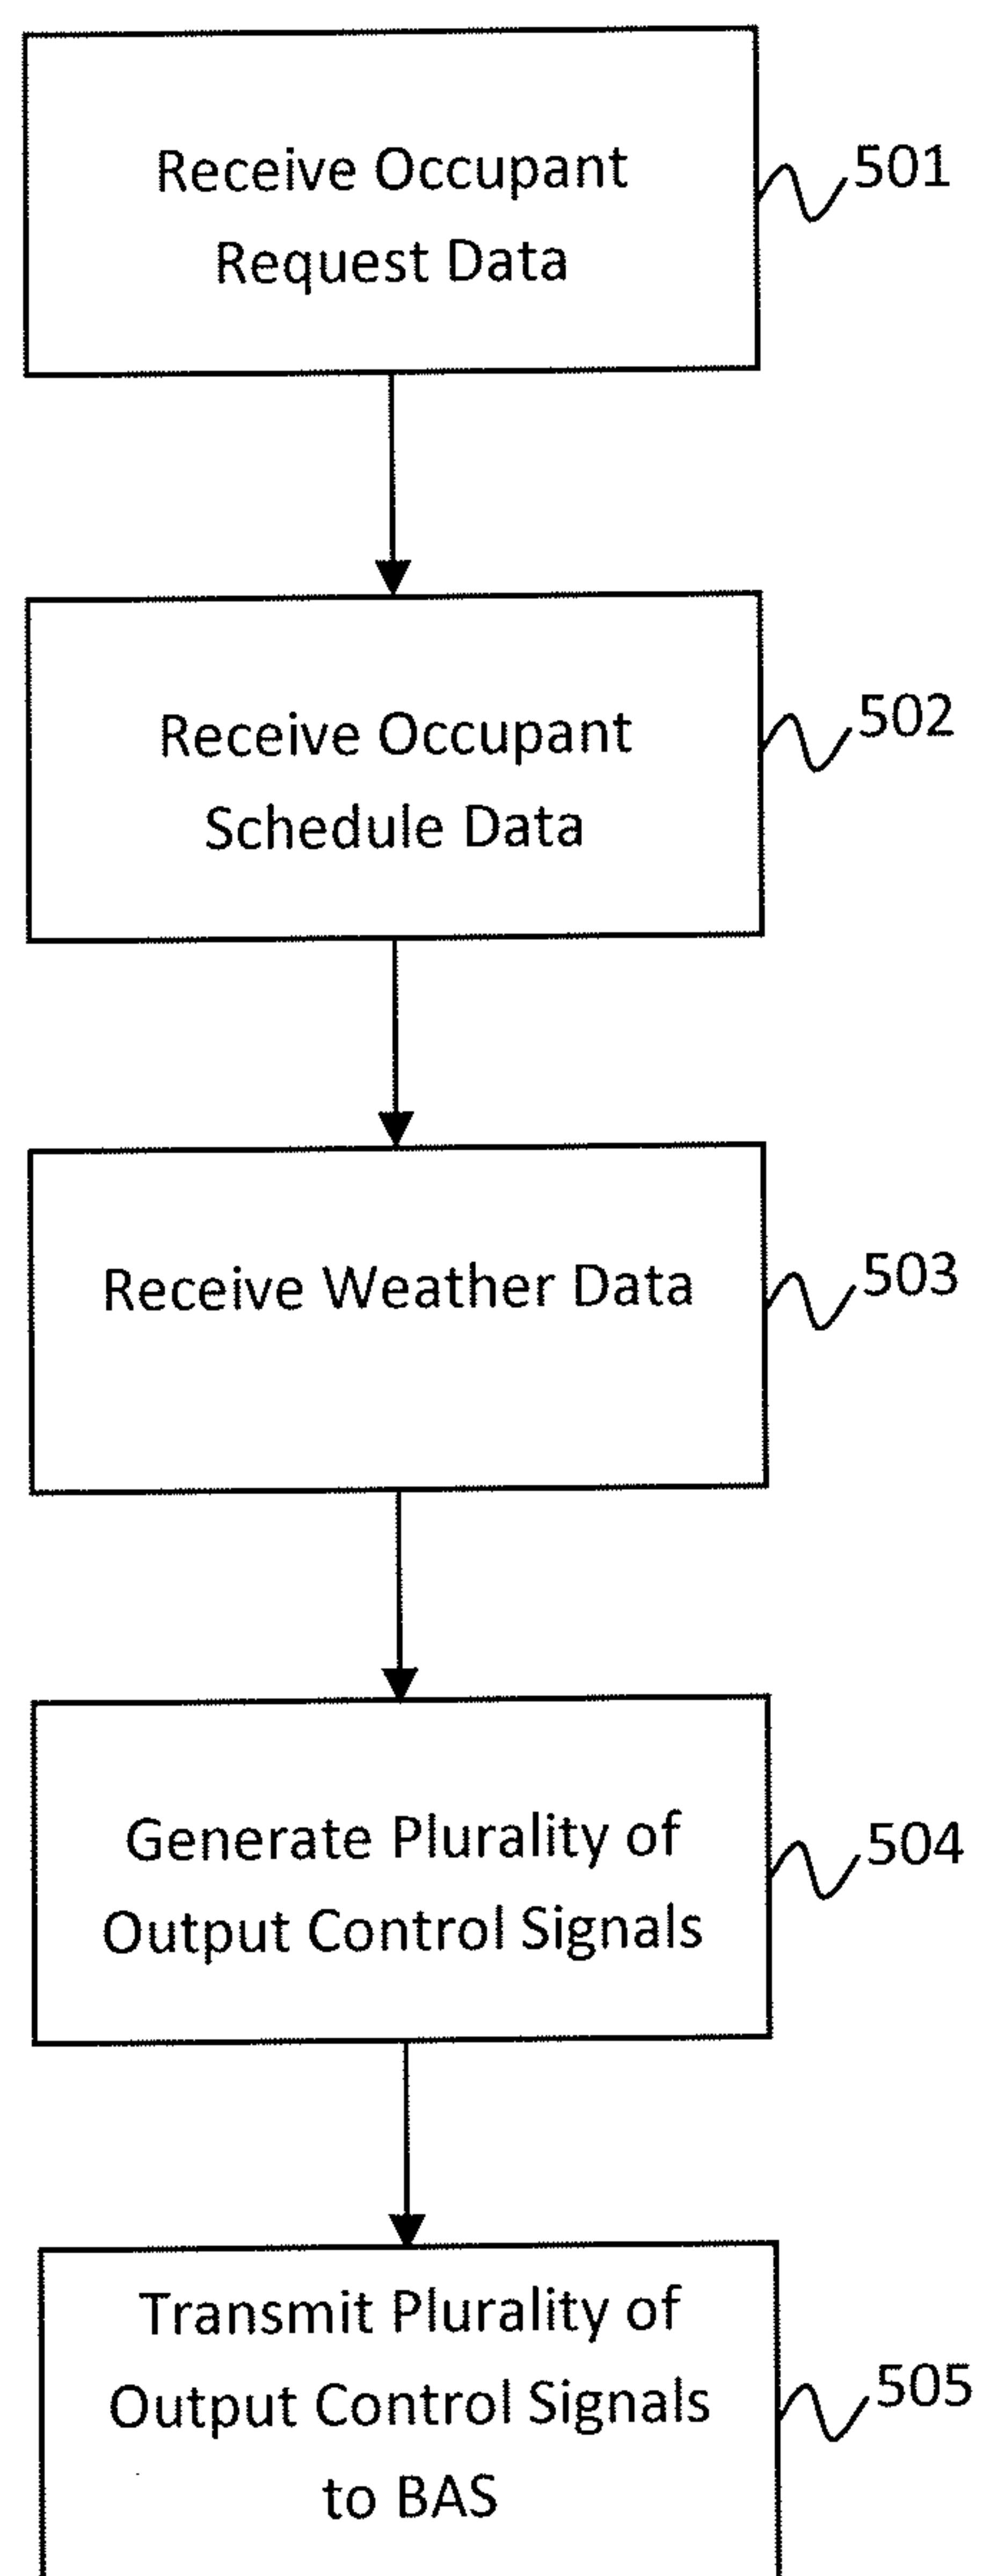 Receive Occupant
Request Data
501
Receive Occupant
Schedule Data
502
Receive Weather Data
503
Generate Plurality of
Output Control Signals
504
Transmit Plurality of
Output Control Signals
to BAS
505